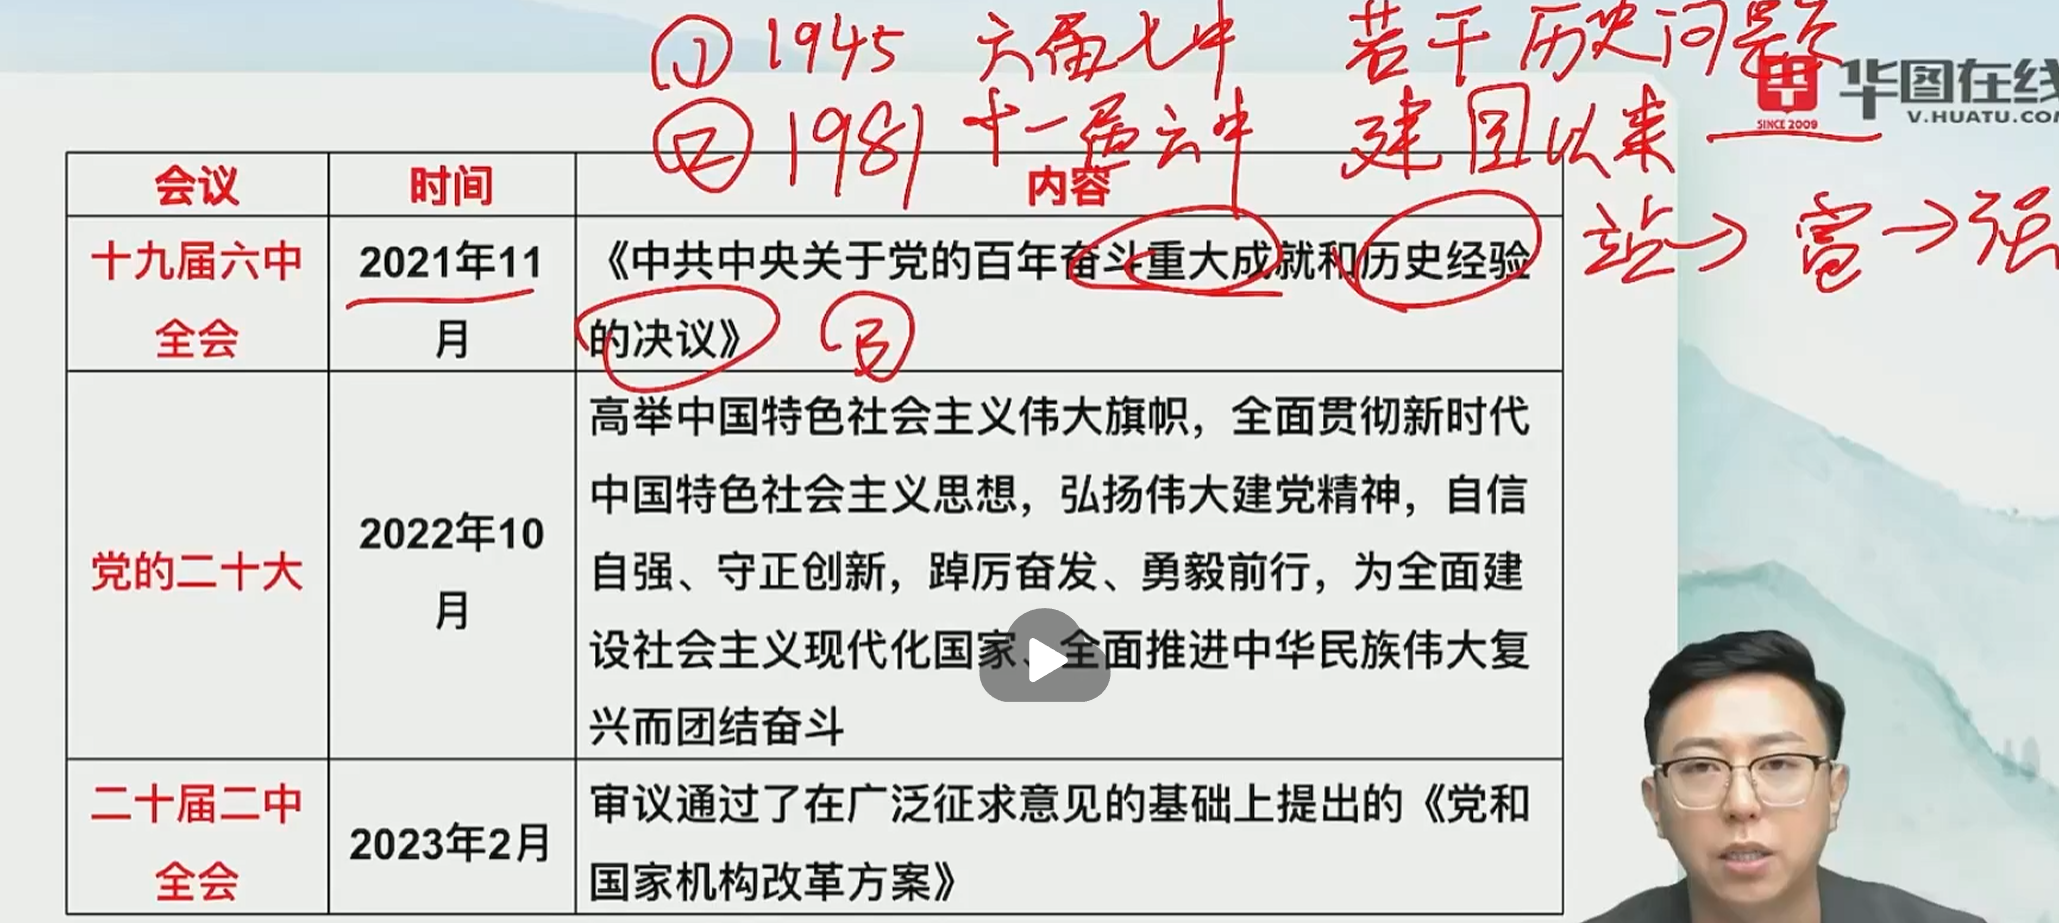 ① 1945 六届七中 若干历史问题
华图在线
SINCE 2009
V.HUATU.COM
② 1981 十一届六中 建国以来
会议 时间 内容
站→富→强
十九届六中
全会
2021年11
月
《中共中央关于党的百年奋斗重大成就和历史经验
的决议》 ③
党的二十大
2022年10
月
高举中国特色社会主义伟大旗帜，全面贯彻新时代
中国特色社会主义思想，弘扬伟大建党精神，自信
自强、守正创新，踔厉奋发、勇毅前行，为全面建
设社会主义现代化国家、全面推进中华民族伟大复
兴而团结奋斗
二十届二中
全会
2023年2月
审议通过了在广泛征求意见的基础上提出的《党和
国家机构改革方案》